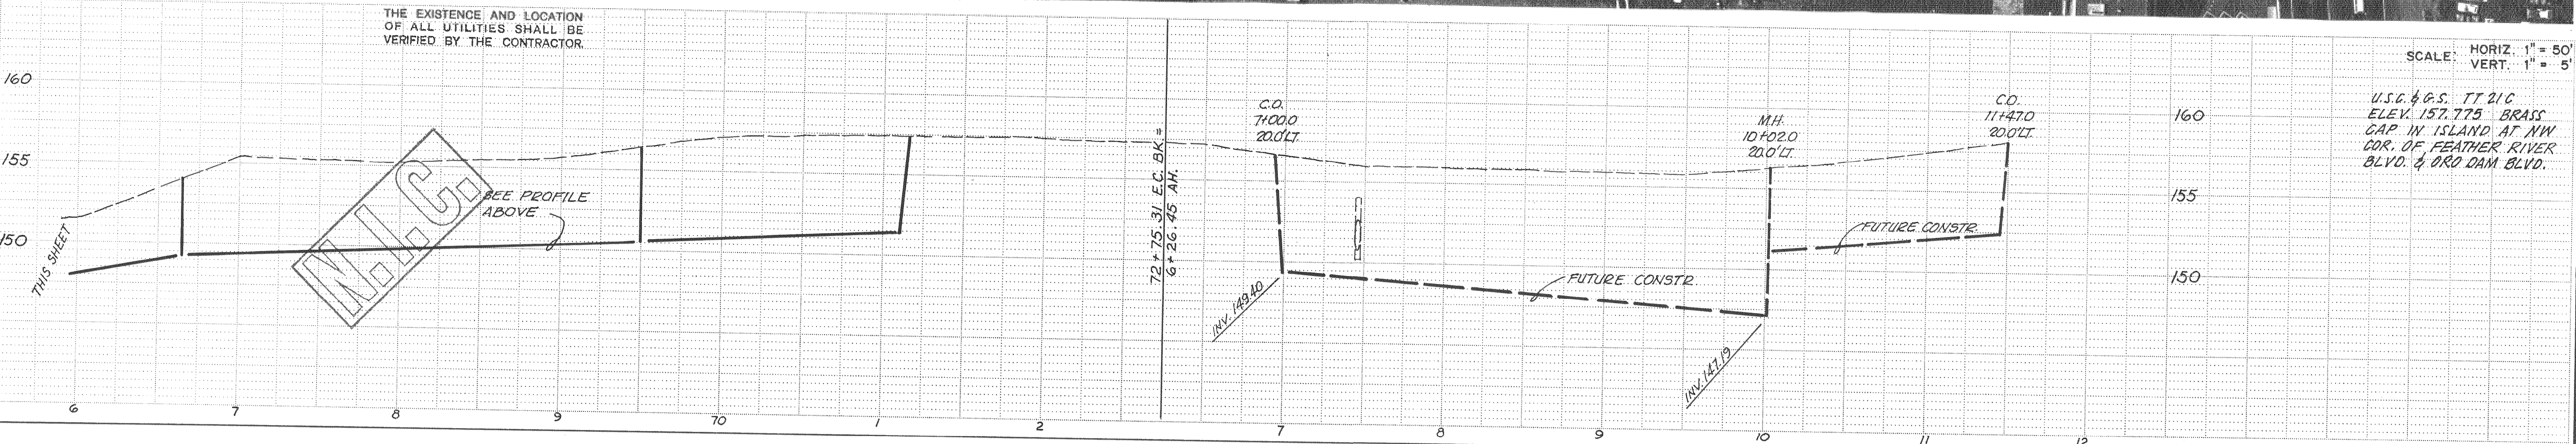 THE EXISTENCE AND LOCATION
OF ALL UTILITIES SHALL BE
VERIFIED BY THE CONTRACTOR.
SCALE: HORIZ. 1" = 50'
VERT. 1" = 5'
U.S.C. & G.S. TT 21C
ELEV. 157.775 BRASS
CAP IN ISLAND AT NW
COR. OF FEATHER RIVER
BLVD. & ORO DAM BLVD.
160
155
150
THIS SHEET
N.I.C.
SEE PROFILE
ABOVE
72+75.31 E.C. BK. =
6+26.45 AH.
C.O.
7+00.0
20.0' LT.
INV. 149.40
FUTURE CONSTR
M.H.
10+02.0
20.0' LT.
INV. 147.19
FUTURE CONSTR.
C.O.
11+47.0
20.0' LT.
160
155
150
6 7 8 9 70 1 2 7 8 9 10 11 12